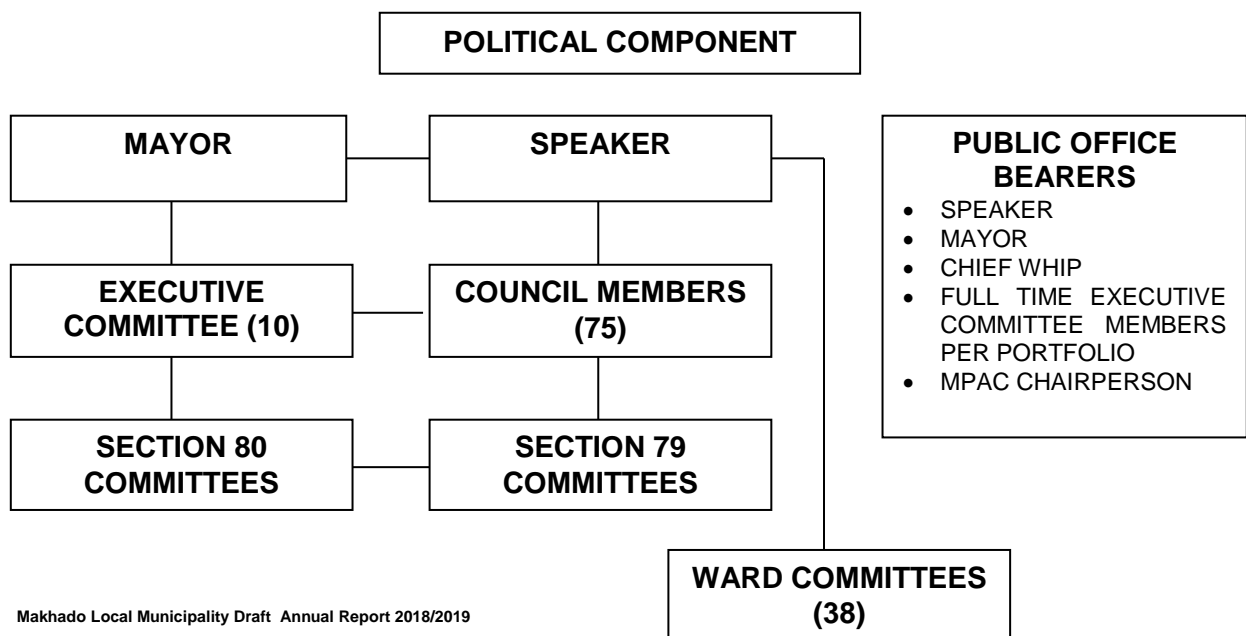 POLITICAL COMPONENT
MAYOR
SPEAKER
EXECUTIVE
COMMITTEE (10)
COUNCIL MEMBERS
(75)
SECTION 80
COMMITTEES
SECTION 79
COMMITTEES
WARD COMMITTEES
(38)
PUBLIC OFFICE
BEARERS
• SPEAKER
• MAYOR
• CHIEF WHIP
• FULL TIME EXECUTIVE
COMMITTEE MEMBERS
PER PORTFOLIO
• MPAC CHAIRPERSON
Makhado Local Municipality Draft Annual Report 2018/2019